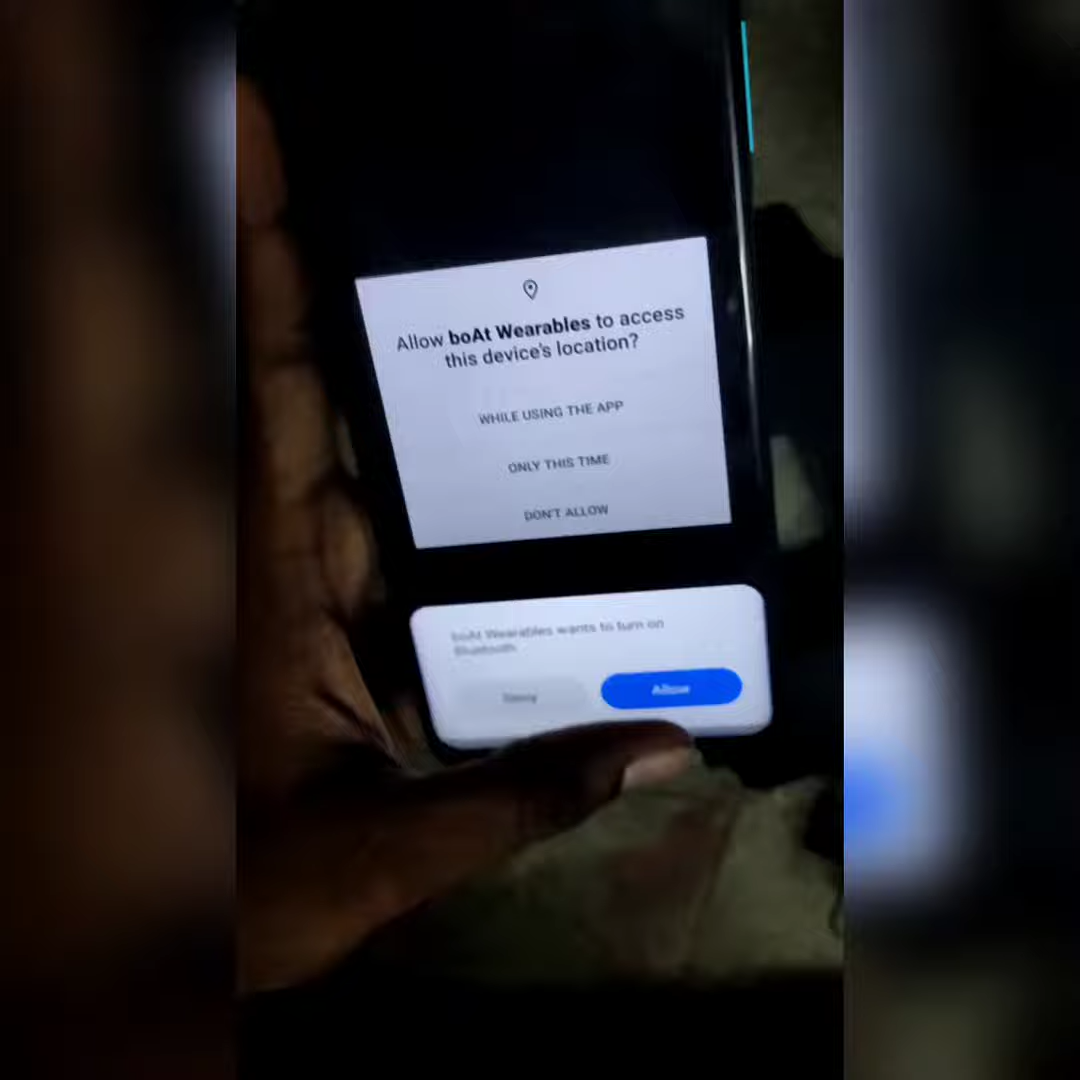 Allow boAt Wearables to access
this device's location?
WHILE USING THE APP
ONLY THIS TIME
DON'T ALLOW
boAt Wearables wants to turn on
Bluetooth
Deny
Allow